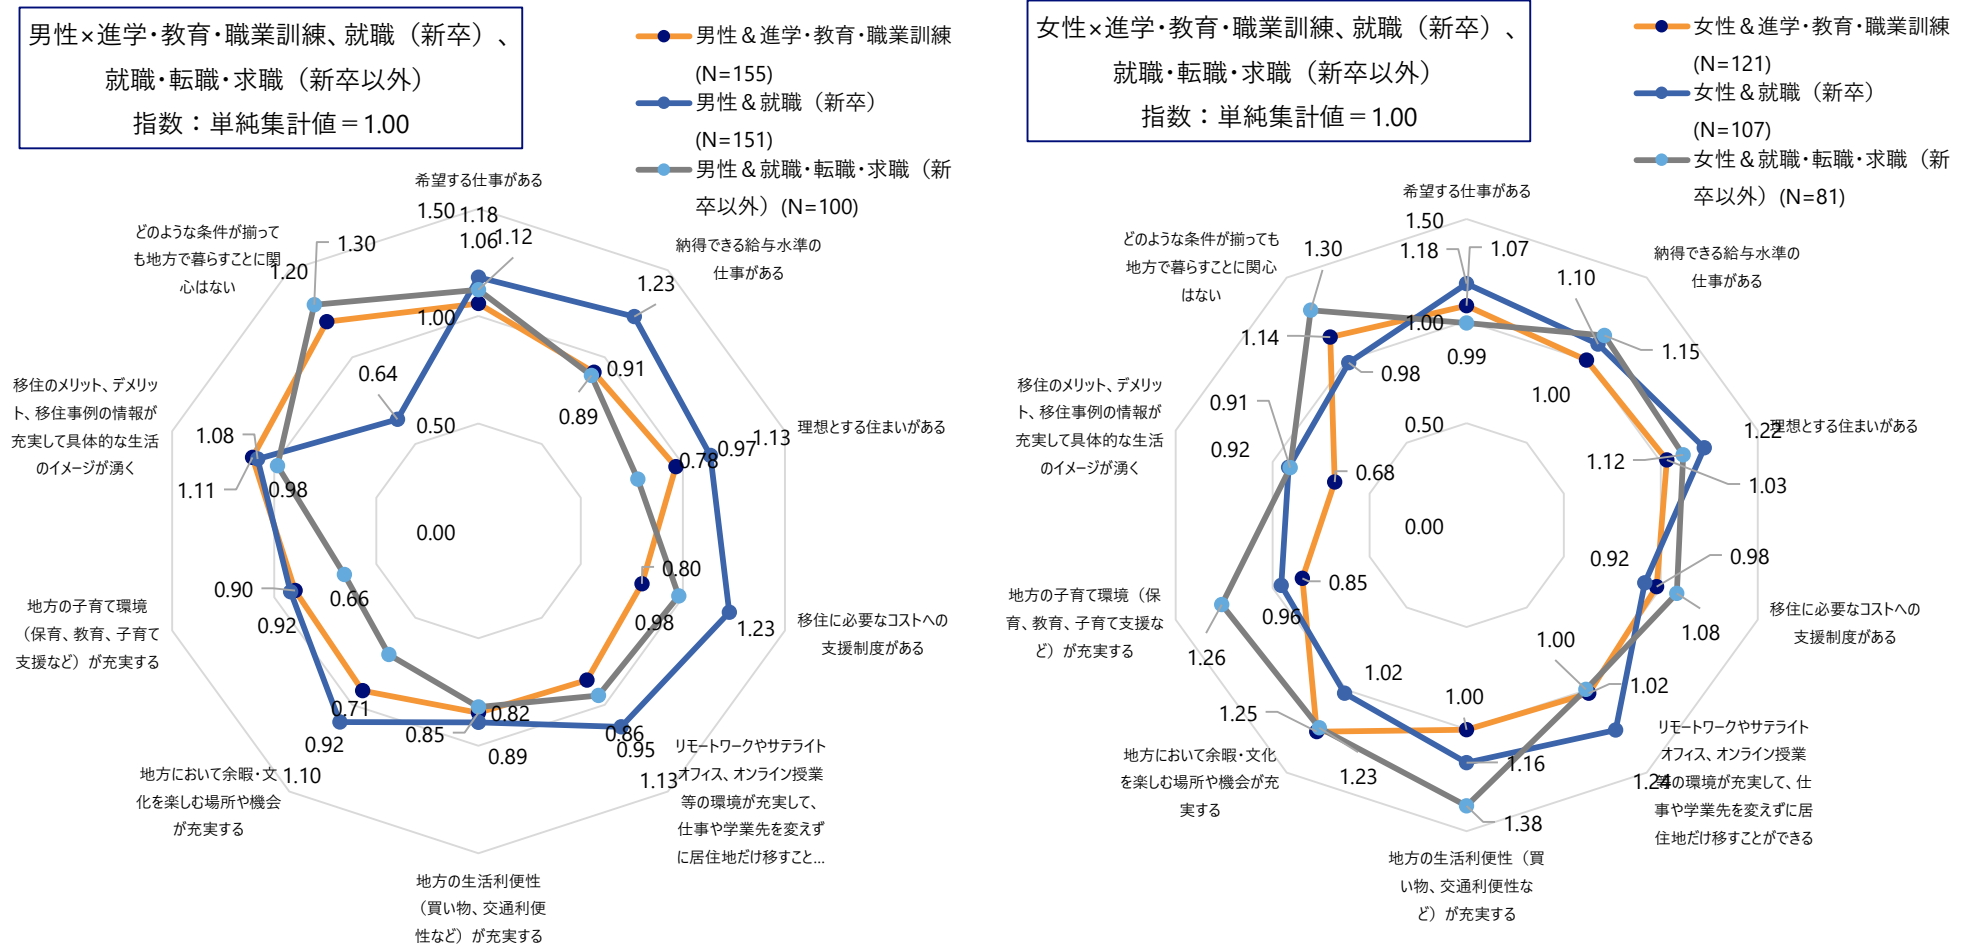 男性×進学・教育・職業訓練、就職（新卒）、
就職・転職・求職（新卒以外）
指数：単純集計値＝1.00
男性＆進学・教育・職業訓練
(N=155)
男性＆就職（新卒）
(N=151)
男性＆就職・転職・求職（新
卒以外）(N=100)
希望する仕事がある
1.50
1.18
1.06
1.12
納得できる給与水準の
仕事がある
1.23
どのような条件が揃って
も地方で暮らすことに関
心はない
1.30
1.20
1.00
0.64
0.91
0.89
0.50
移住のメリット、デメリッ
ト、移住事例の情報が
充実して具体的な生活
のイメージが湧く
1.08
1.11
0.98
理想とする住まいがある
0.78
0.97
1.13
0.00
0.80
0.98
1.23
移住に必要なコストへの
支援制度がある
0.90
0.66
0.92
地方の子育て環境
（保育、教育、子育て
支援など）が充実する
0.71
0.92
1.10
0.85
0.82
0.89
0.86
0.95
1.13
地方において余暇・文
化を楽しむ場所や機会
が充実する
リモートワークやサテライト
オフィス、オンライン授業
等の環境が充実して、
仕事や学業先を変えず
に居住地だけ移すこと...
地方の生活利便性
（買い物、交通利便
性など）が充実する
女性×進学・教育・職業訓練、就職（新卒）、
就職・転職・求職（新卒以外）
指数：単純集計値＝1.00
女性＆進学・教育・職業訓練
(N=121)
女性＆就職（新卒）
(N=107)
女性＆就職・転職・求職（新
卒以外）(N=81)
希望する仕事がある
1.50
1.18
1.07
1.00
0.99
納得できる給与水準の
仕事がある
1.10
1.15
1.00
どのような条件が揃っても
地方で暮らすことに関心
はない
1.30
1.14
0.98
0.50
移住のメリット、デメリッ
ト、移住事例の情報が
充実して具体的な生活
のイメージが湧く
0.91
0.92
0.68
理想とする住まいがある
1.22
1.12
1.03
0.00
0.92
0.98
1.08
移住に必要なコストへの
支援制度がある
地方の子育て環境（保
育、教育、子育て支援な
ど）が充実する
0.85
0.96
1.26
1.00
1.02
1.24
リモートワークやサテライト
オフィス、オンライン授業
等の環境が充実して、仕
事や学業先を変えずに居
住地だけ移すことができる
1.02
1.25
1.23
地方において余暇・文化
を楽しむ場所や機会が充
実する
1.00
1.16
1.38
地方の生活利便性（買
い物、交通利便性な
ど）が充実する